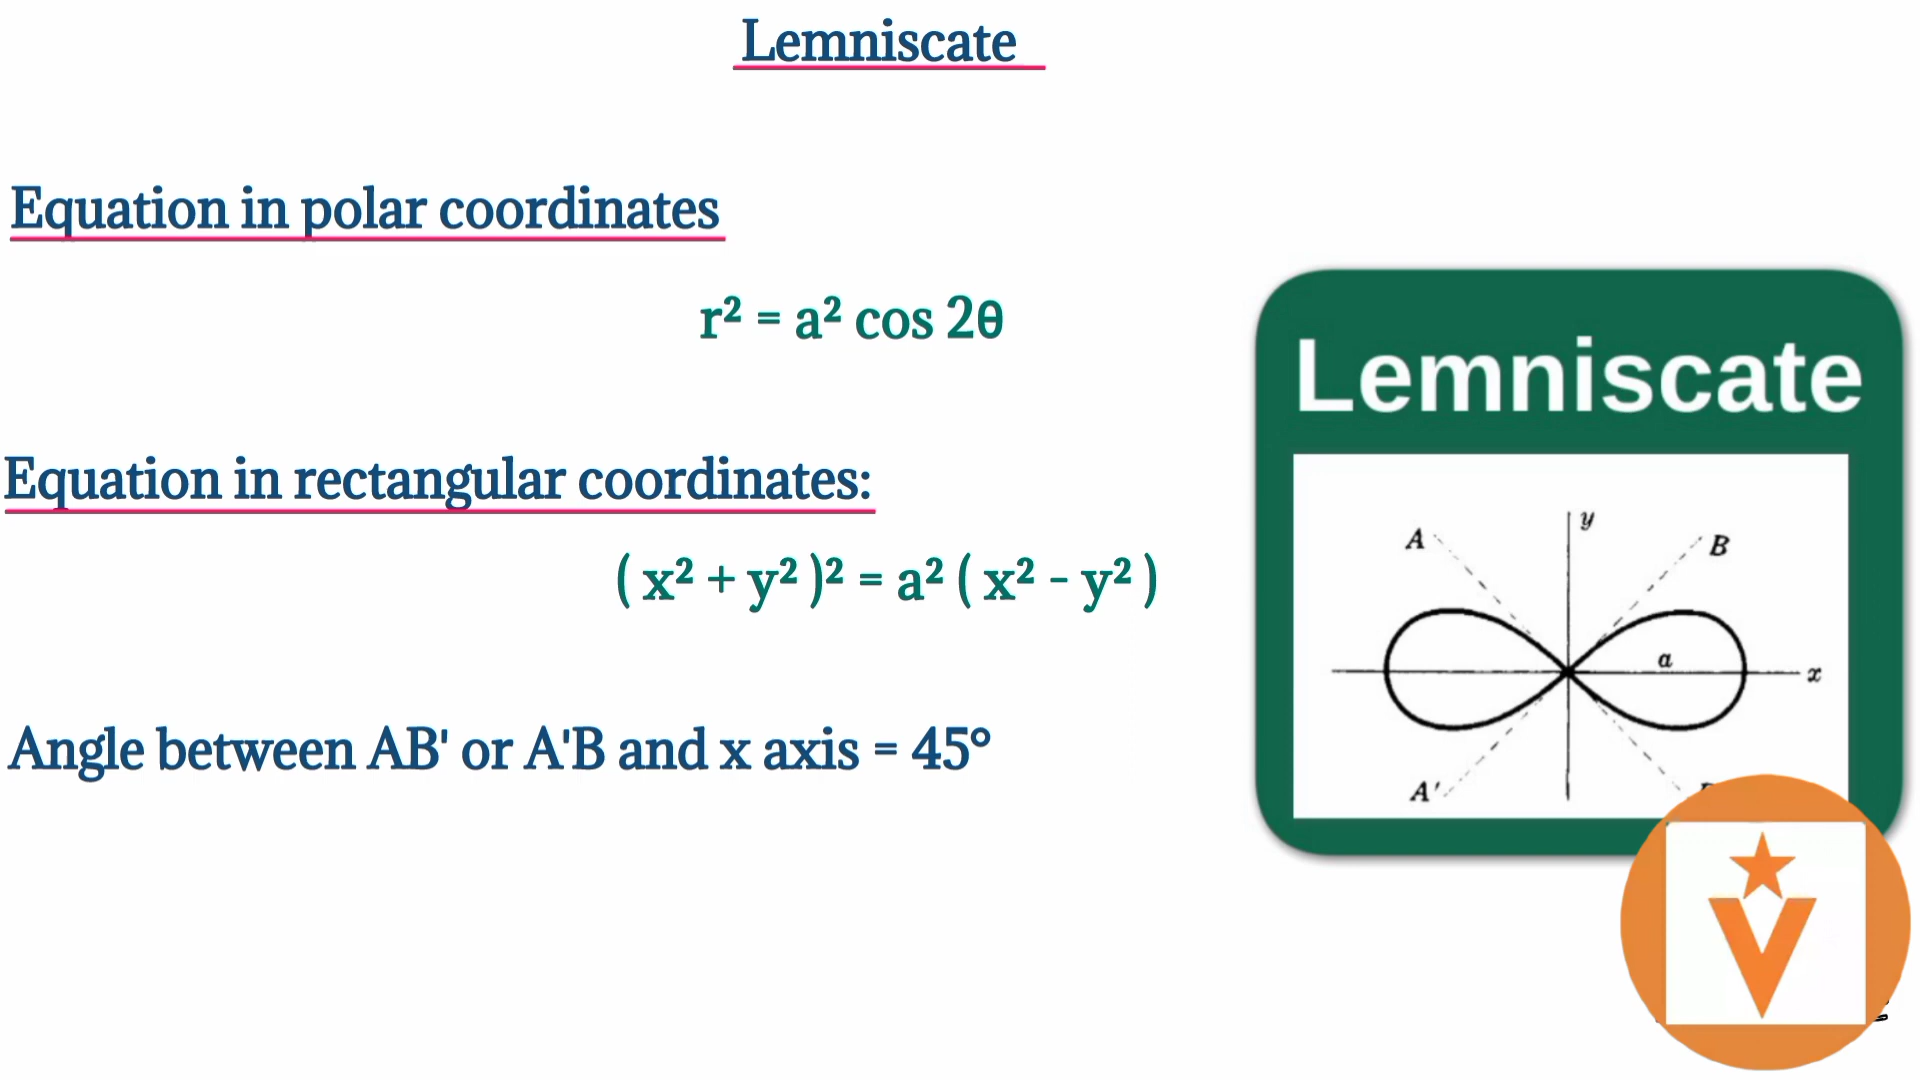 Lemniscate
Equation in polar coordinates
r² = a² cos 2θ
Equation in rectangular coordinates:
( x² + y² )² = a² ( x² - y² )
Angle between AB' or A'B and x axis = 45°
Lemniscate
y
A
B
a
x
A'
V